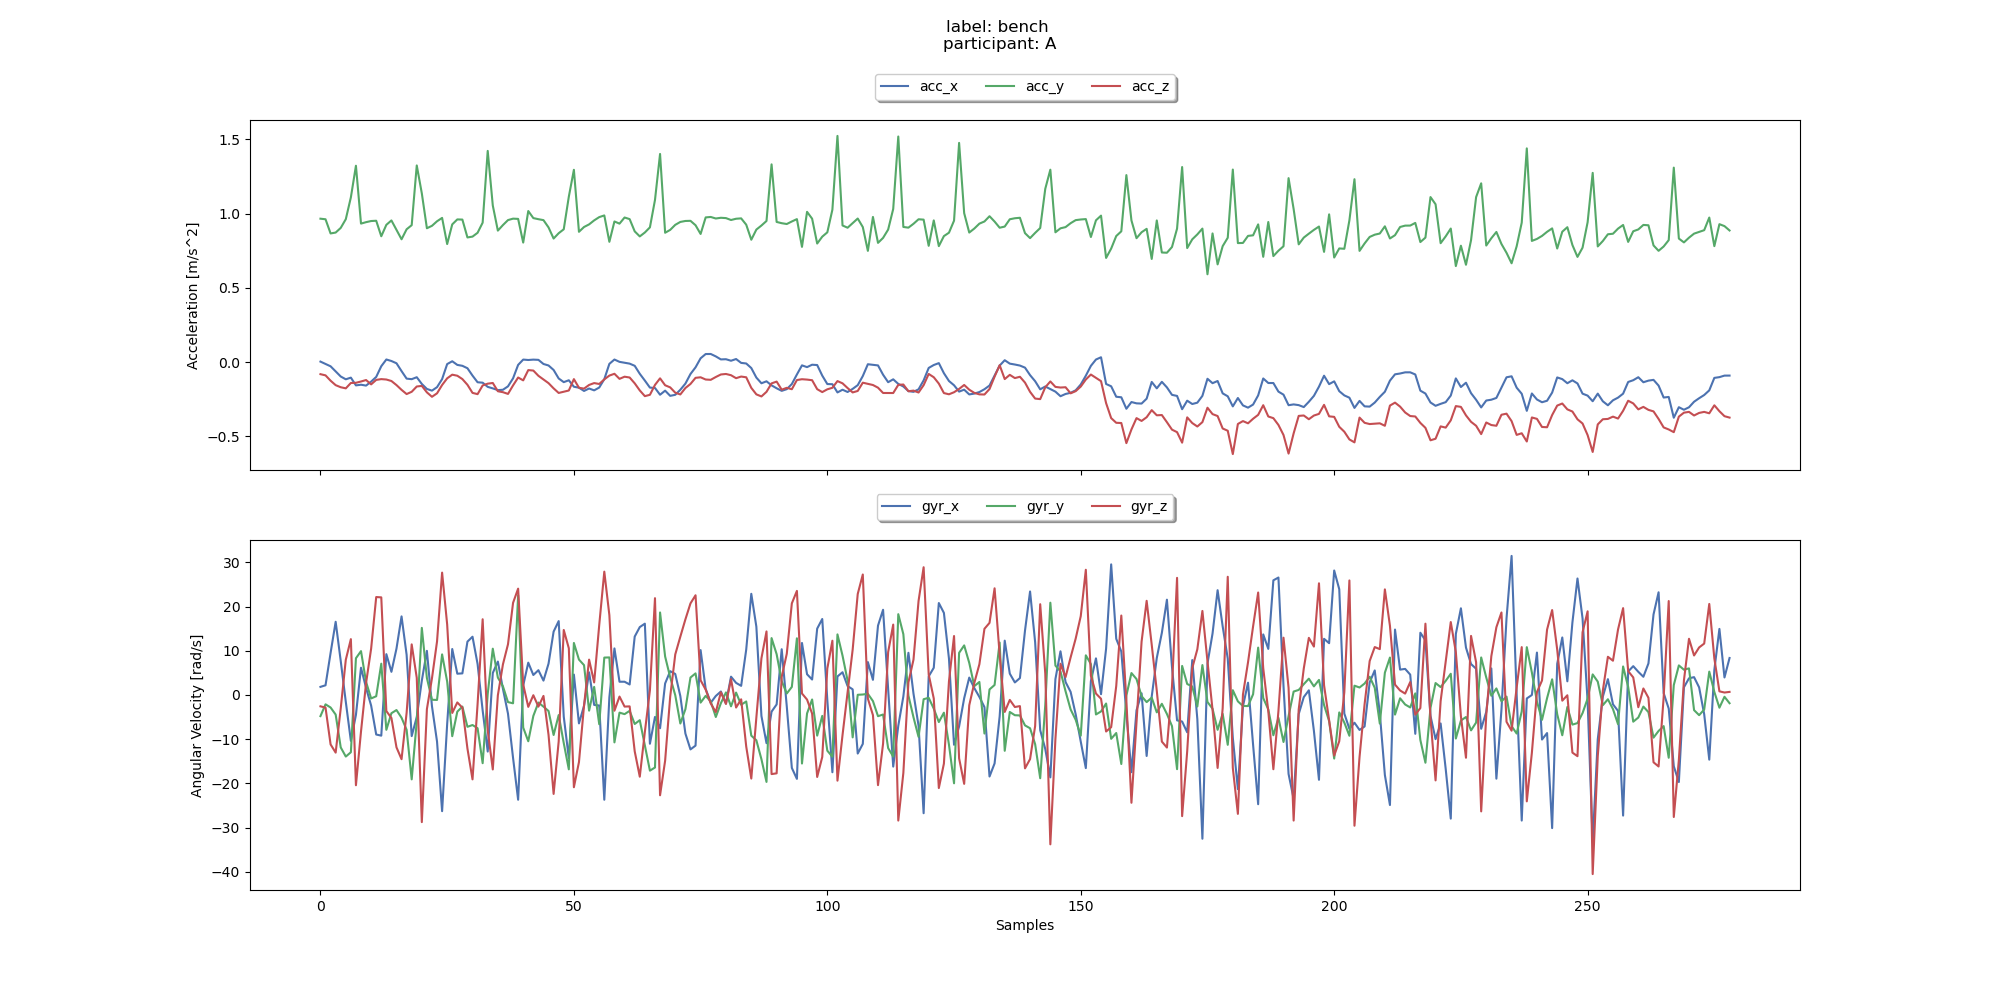 label: bench
participant: A
acc_x acc_y acc_z
1.5
1.0
0.5
0.0
−0.5
Acceleration [m/s^2]
gyr_x gyr_y gyr_z
30
20
10
0
−10
−20
−30
−40
Angular Velocity [rad/s]
0 50 100 150 200 250
Samples